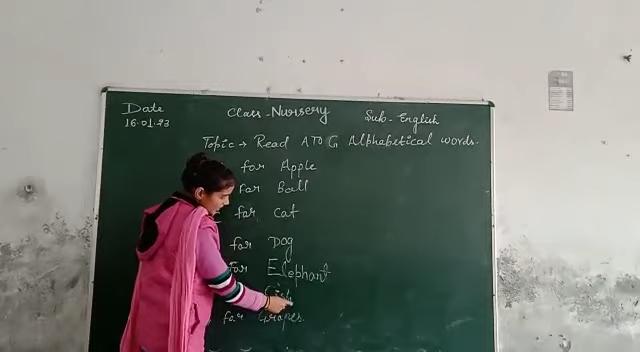 Date
16.01.23
Class-Nursery
Sub-English
Topic → Read A TO G Alphabetical words.
for Apple
for Ball
for cat
for Dog
for Elephant
for Grapes.